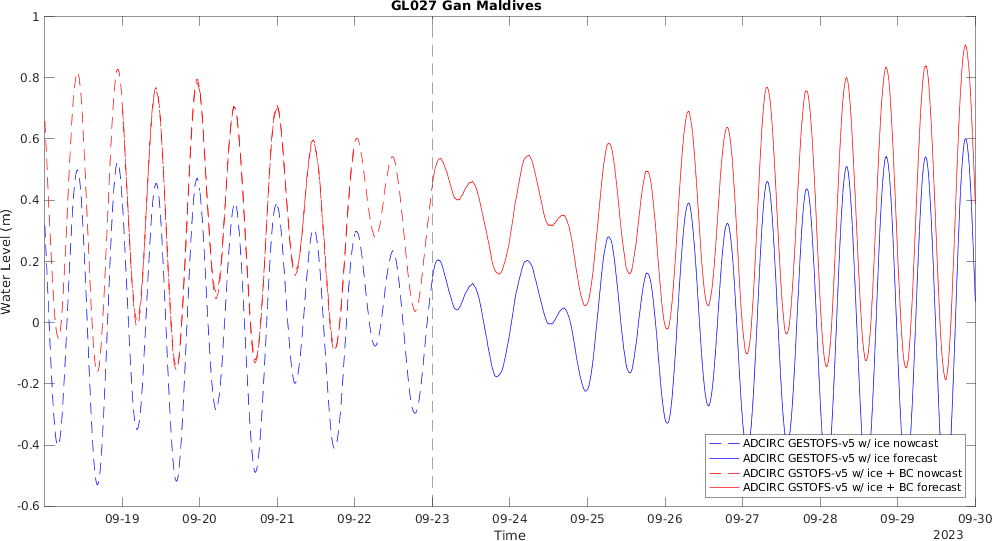 GL027 Gan Maldives
1
0.8
0.6
0.4
0.2
0
-0.2
-0.4
-0.6
Water Level (m)
ADCIRC GESTOFS-v5 w/ ice nowcast
ADCIRC GESTOFS-v5 w/ ice forecast
ADCIRC GSTOFS-v5 w/ ice + BC nowcast
ADCIRC GSTOFS-v5 w/ ice + BC forecast
09-19 09-20 09-21 09-22 09-23 09-24 09-25 09-26 09-27 09-28 09-29 09-30
Time
2023